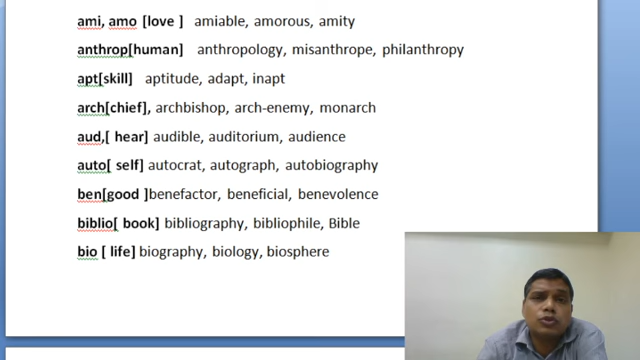 ami, amo [love ] amiable, amorous, amity
anthrop[human] anthropology, misanthrope, philanthropy
apt[skill] aptitude, adapt, inapt
arch[chief], archbishop, arch-enemy, monarch
aud,[ hear] audible, auditorium, audience
auto[ self] autocrat, autograph, autobiography
ben[good ]benefactor, beneficial, benevolence
biblio[ book] bibliography, bibliophile, Bible
bio [ life] biography, biology, biosphere